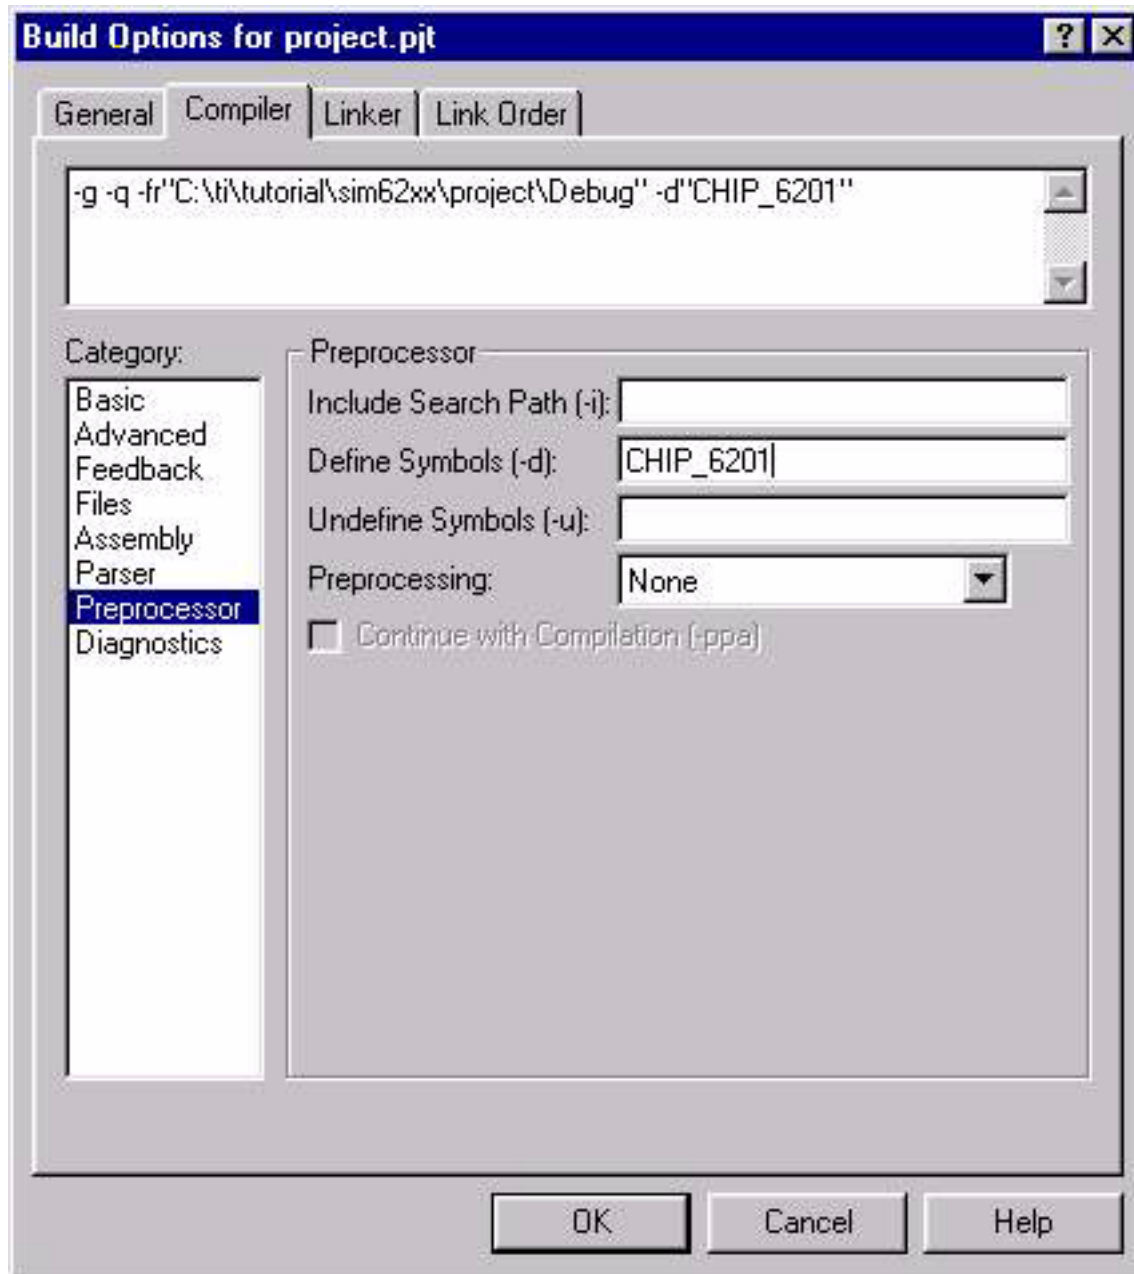 Build Options for project.pjt
General Compiler Linker Link Order
-g -q -fr"C:\ti\tutorial\sim62xx\project\Debug" -d"CHIP_6201"
Category:
Basic
Advanced
Feedback
Files
Assembly
Parser
Preprocessor
Diagnostics
Preprocessor
Include Search Path (-i):
Define Symbols (-d): CHIP_6201
Undefine Symbols (-u):
Preprocessing: None
Continue with Compilation (-ppa)
OK Cancel Help